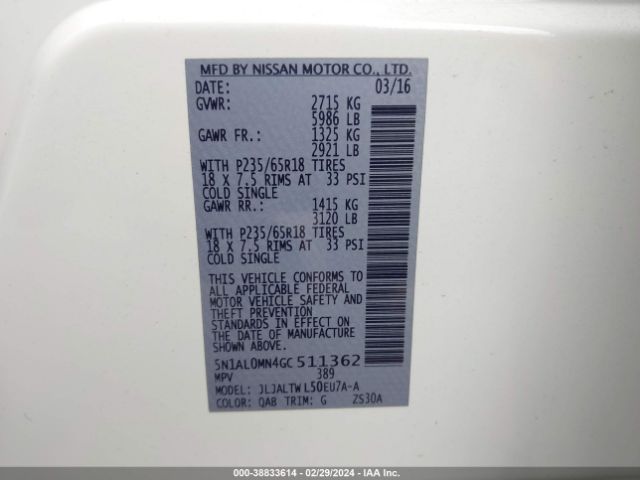 MFD BY NISSAN MOTOR CO., LTD.
DATE: 03/16
GVWR: 2715 KG
5986 LB
GAWR FR.: 1325 KG
2921 LB
WITH P235/65R18 TIRES
18 X 7.5 RIMS AT 33 PSI
COLD SINGLE
GAWR RR.: 1415 KG
3120 LB
WITH P235/65R18 TIRES
18 X 7.5 RIMS AT 33 PSI
COLD SINGLE
THIS VEHICLE CONFORMS TO
ALL APPLICABLE FEDERAL
MOTOR VEHICLE SAFETY AND
THEFT PREVENTION
STANDARDS IN EFFECT ON
THE DATE OF MANUFACTURE
SHOWN ABOVE.
5N1AL0MN4GC511362
MPV 389
MODEL: JLJALTWL50EU7A-A
COLOR: QAB TRIM: G ZS30A
000-38833614 - 02/29/2024 - IAA Inc.